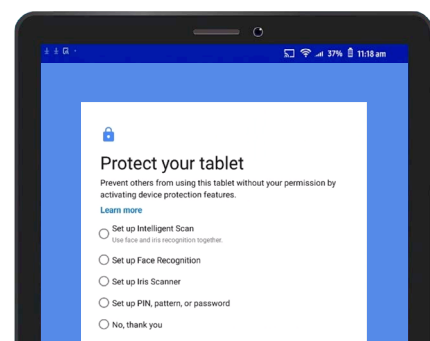 37% 11:18 am
Protect your tablet
Prevent others from using this tablet without your permission by
activating device protection features.
Learn more
Set up Intelligent Scan
Use face and iris recognition together.
Set up Face Recognition
Set up Iris Scanner
Set up PIN, pattern, or password
No, thank you